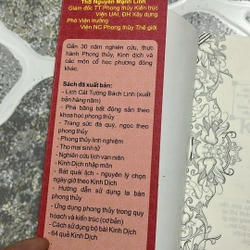 Ths Nguyễn Mạnh Linh
Giám đốc TT Phong thủy Kiến trúc
Viện UAI, ĐH Xây dựng
Phó Viện trưởng
Viện NC Phong thủy Thế giới
Gần 30 năm nghiên cứu, thực
hành Phong thủy, Kinh dịch và
các môn cổ học phương đông
khác.
Sách đã xuất bản:
- Lịch Cát Tường Bách Linh (xuất
bản hàng năm)
- Phá bằng bất động sản theo
khoa học phong thủy
- Trang sức đá quý, ngọc theo
phong thủy
- Phong thủy linh nghiệm
- Thọ mai sinh tử
- Nghiên cứu lịch vạn niên
- Kinh Dịch nhập môn
- Bát quái lịch - nguyên lý chọn
ngày giờ theo Kinh Dịch
- Hướng dẫn sử dụng la bàn
phong thủy
- Ứng dụng phong thủy trong quy
hoạch và kiến trúc (cơ bản)
- Cách sử dụng bộ bài Kinh Dịch
- 64 quẻ Kinh Dịch